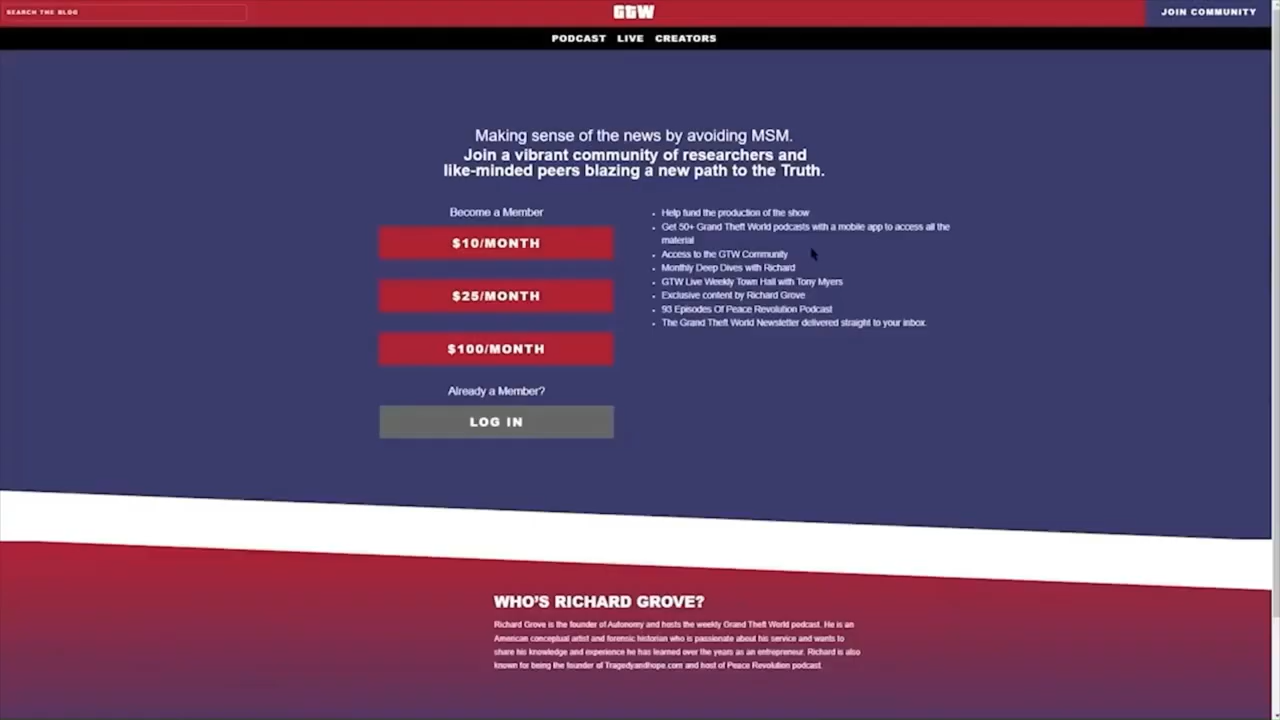 SEARCH THE BLOG
GTW
JOIN COMMUNITY
PODCAST LIVE CREATORS
Making sense of the news by avoiding MSM.
Join a vibrant community of researchers and
like-minded peers blazing a new path to the Truth.
Become a Member
$10/MONTH
$25/MONTH
$100/MONTH
Already a Member?
LOG IN
Help fund the production of the show
Get 50+ Grand Theft World podcasts with a mobile app to access all the
material
Access to the GTW Community
Monthly Deep Dives with Richard
GTW Live Weekly Town Hall with Tony Myers
Exclusive content by Richard Grove
93 Episodes Of Peace Revolution Podcast
The Grand Theft World Newsletter delivered straight to your inbox.
WHO'S RICHARD GROVE?
Richard Grove is the founder of Autonomy and hosts the weekly Grand Theft World podcast. He is an
American conceptual artist and forensic historian who is passionate about his service and wants to
share his knowledge and experience he has learned over the years as an entrepreneur. Richard is also
known for being the founder of Tragedyandhope.com and host of Peace Revolution podcast.